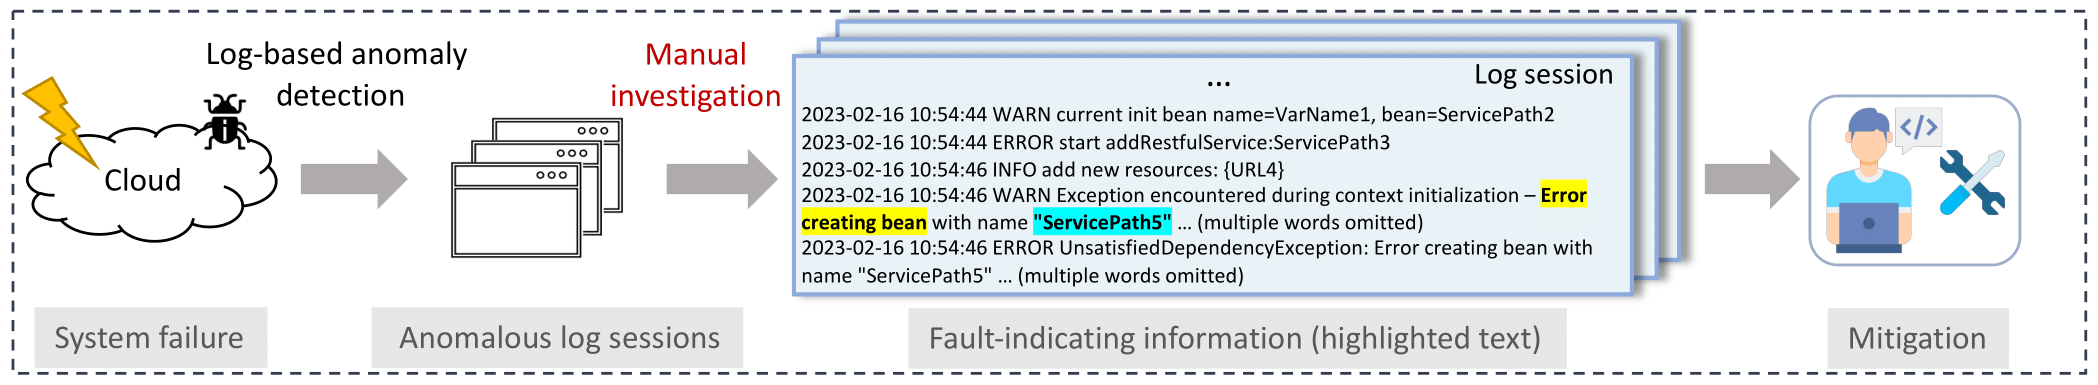 Log-based anomaly
detection
Manual
investigation
Cloud
...
Log session
2023-02-16 10:54:44 WARN current init bean name=VarName1, bean=ServicePath2
2023-02-16 10:54:44 ERROR start addRestfulService:ServicePath3
2023-02-16 10:54:46 INFO add new resources: {URL4}
2023-02-16 10:54:46 WARN Exception encountered during context initialization – Error
creating bean with name "ServicePath5" ... (multiple words omitted)
2023-02-16 10:54:46 ERROR UnsatisfiedDependencyException: Error creating bean with
name "ServicePath5" ... (multiple words omitted)
</>
System failure
Anomalous log sessions
Fault-indicating information (highlighted text)
Mitigation